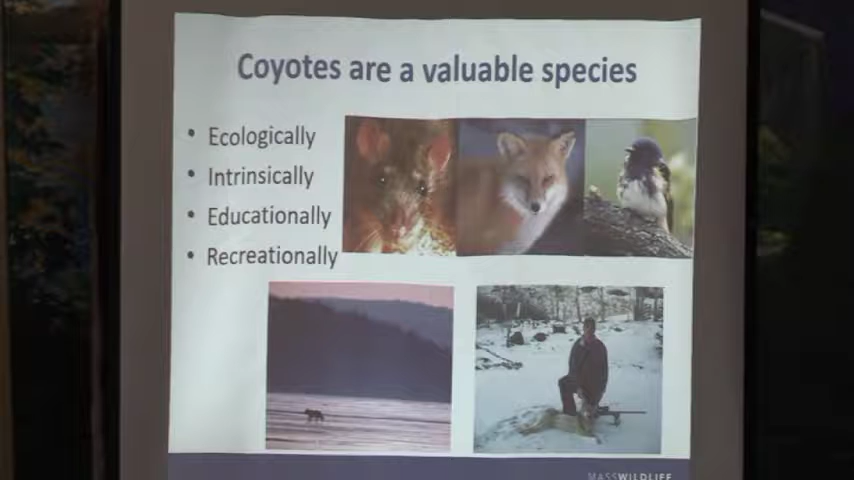 Coyotes are a valuable species
• Ecologically
• Intrinsically
• Educationally
• Recreationally
MASSWILDLIFE